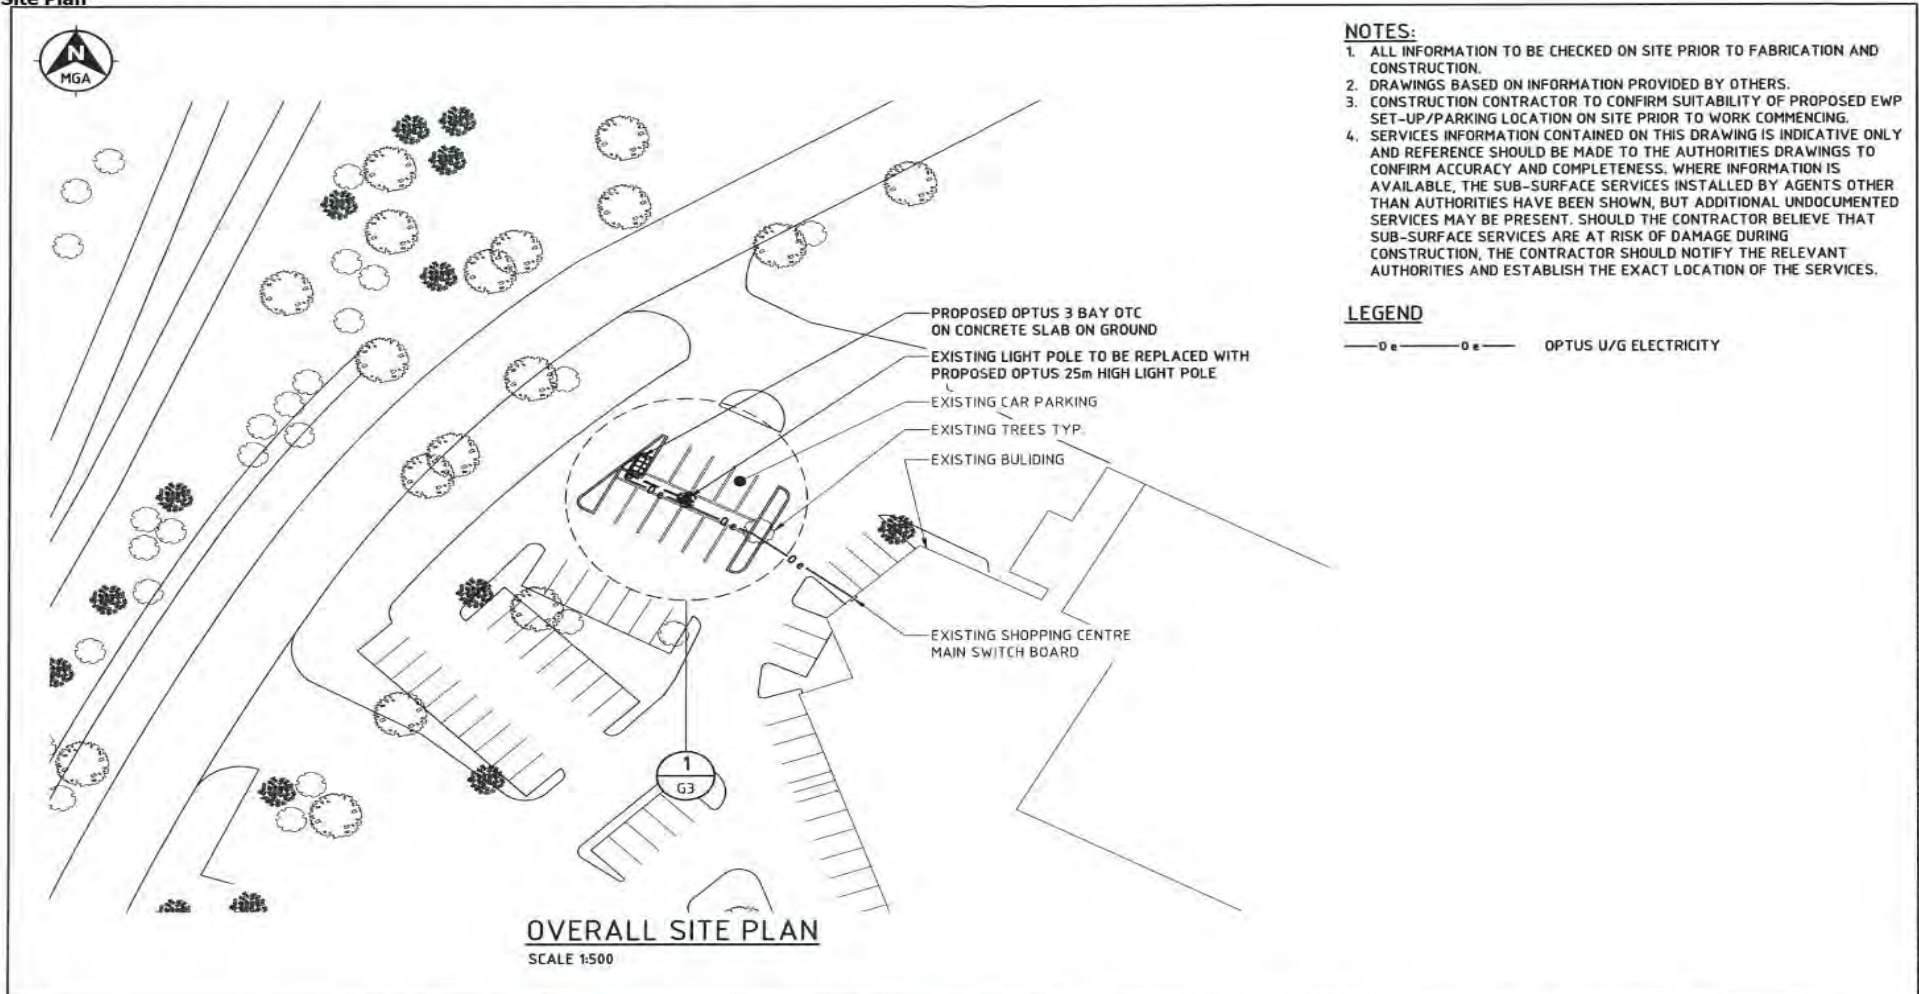 Site Plan
N
MGA
NOTES:
1. ALL INFORMATION TO BE CHECKED ON SITE PRIOR TO FABRICATION AND
CONSTRUCTION.
2. DRAWINGS BASED ON INFORMATION PROVIDED BY OTHERS.
3. CONSTRUCTION CONTRACTOR TO CONFIRM SUITABILITY OF PROPOSED EWP
SET-UP/PARKING LOCATION ON SITE PRIOR TO WORK COMMENCING.
4. SERVICES INFORMATION CONTAINED ON THIS DRAWING IS INDICATIVE ONLY
AND REFERENCE SHOULD BE MADE TO THE AUTHORITIES DRAWINGS TO
CONFIRM ACCURACY AND COMPLETENESS. WHERE INFORMATION IS
AVAILABLE, THE SUB-SURFACE SERVICES INSTALLED BY AGENTS OTHER
THAN AUTHORITIES HAVE BEEN SHOWN, BUT ADDITIONAL UNDOCUMENTED
SERVICES MAY BE PRESENT. SHOULD THE CONTRACTOR BELIEVE THAT
SUB-SURFACE SERVICES ARE AT RISK OF DAMAGE DURING
CONSTRUCTION, THE CONTRACTOR SHOULD NOTIFY THE RELEVANT
AUTHORITIES AND ESTABLISH THE EXACT LOCATION OF THE SERVICES.
LEGEND
O e O e OPTUS U/G ELECTRICITY
PROPOSED OPTUS 3 BAY OTC
ON CONCRETE SLAB ON GROUND
EXISTING LIGHT POLE TO BE REPLACED WITH
PROPOSED OPTUS 25m HIGH LIGHT POLE
EXISTING CAR PARKING
EXISTING TREES TYP.
EXISTING BULIDING
O e
O e
O e
EXISTING SHOPPING CENTRE
MAIN SWITCH BOARD
1
G3
OVERALL SITE PLAN
SCALE 1:500